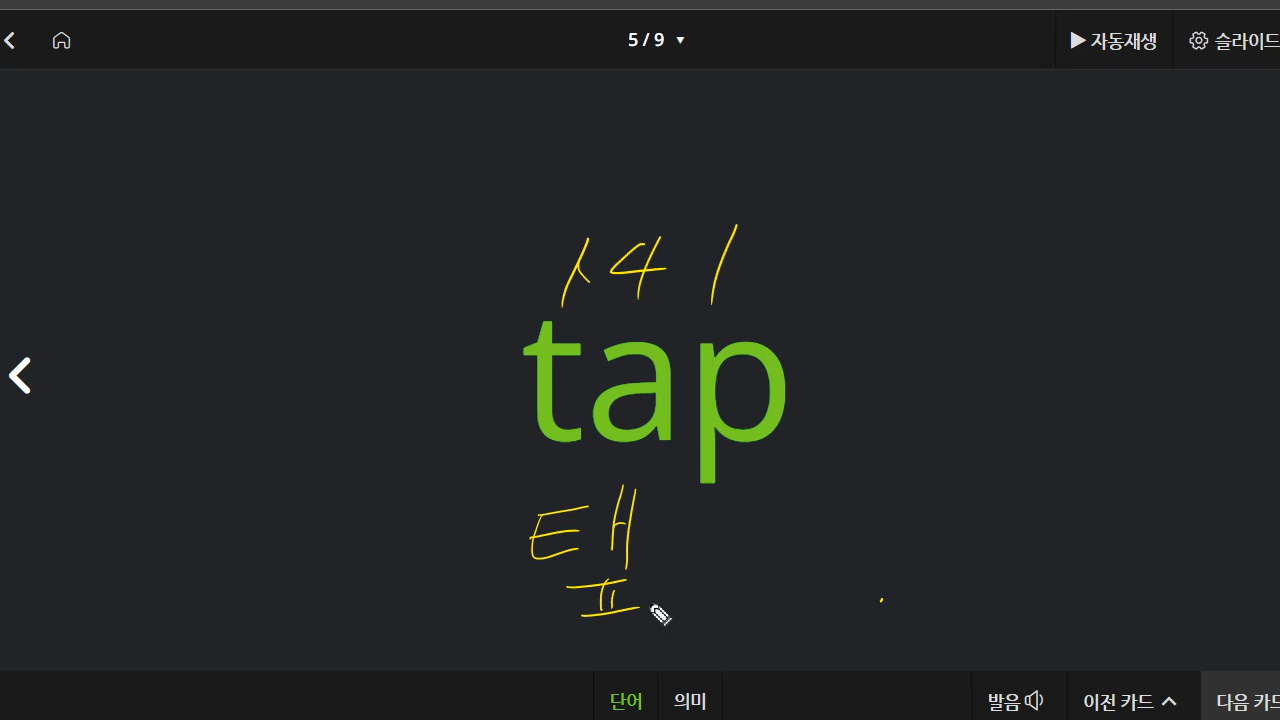 5 / 9 ▼
▶ 자동재생
슬라이드
tap
탶
단어
의미
발음
이전 카드
다음 카드